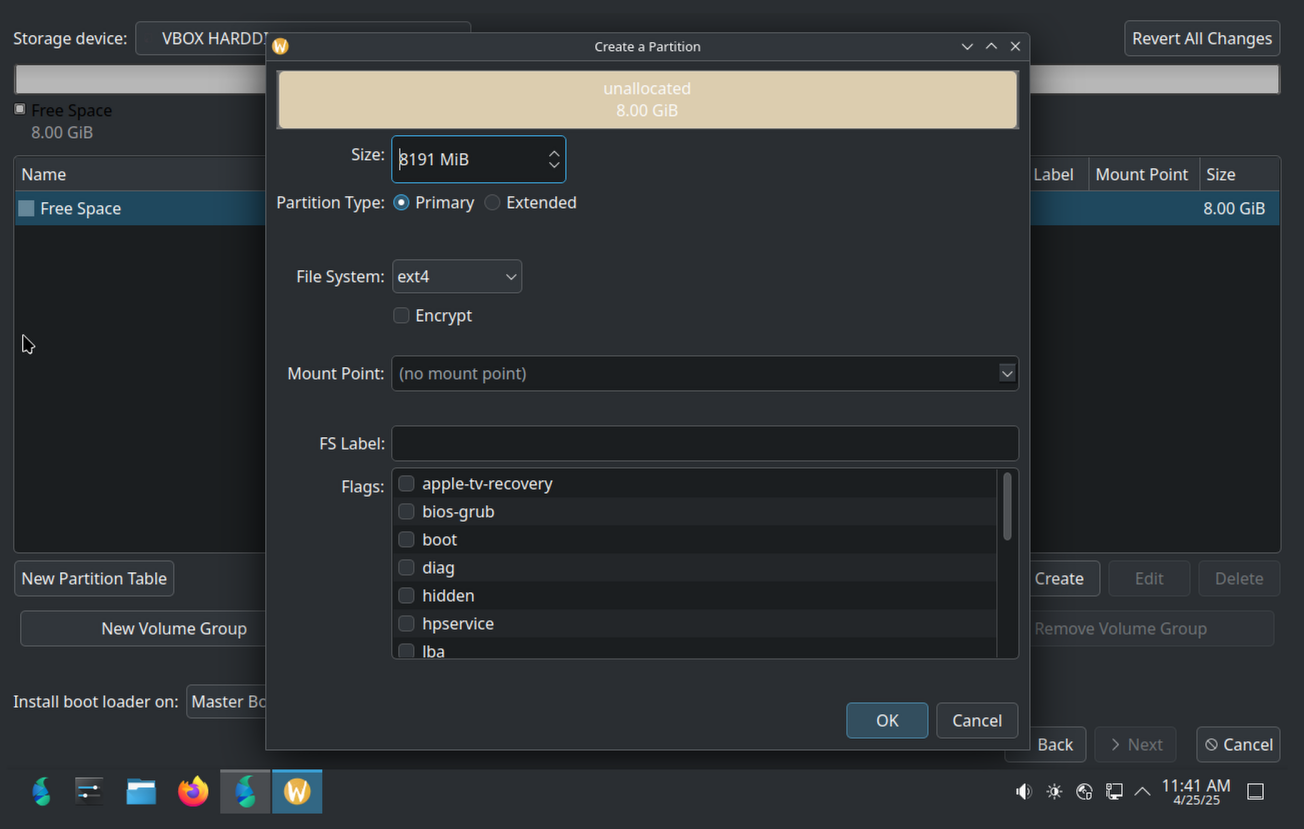 Storage device:
VBOX HARDDI
Revert All Changes
Create a Partition
unallocated
8.00 GiB
Free Space
8.00 GiB
Size:
8191 MiB
Name
Label
Mount Point
Size
Partition Type:
Primary
Extended
Free Space
8.00 GiB
File System:
ext4
Encrypt
Mount Point:
(no mount point)
FS Label:
Flags:
apple-tv-recovery
bios-grub
boot
diag
hidden
hpservice
lba
New Partition Table
Create
Edit
Delete
New Volume Group
Remove Volume Group
Install boot loader on:
Master Bo
OK
Cancel
Back
Next
Cancel
W
11:41 AM
4/25/25